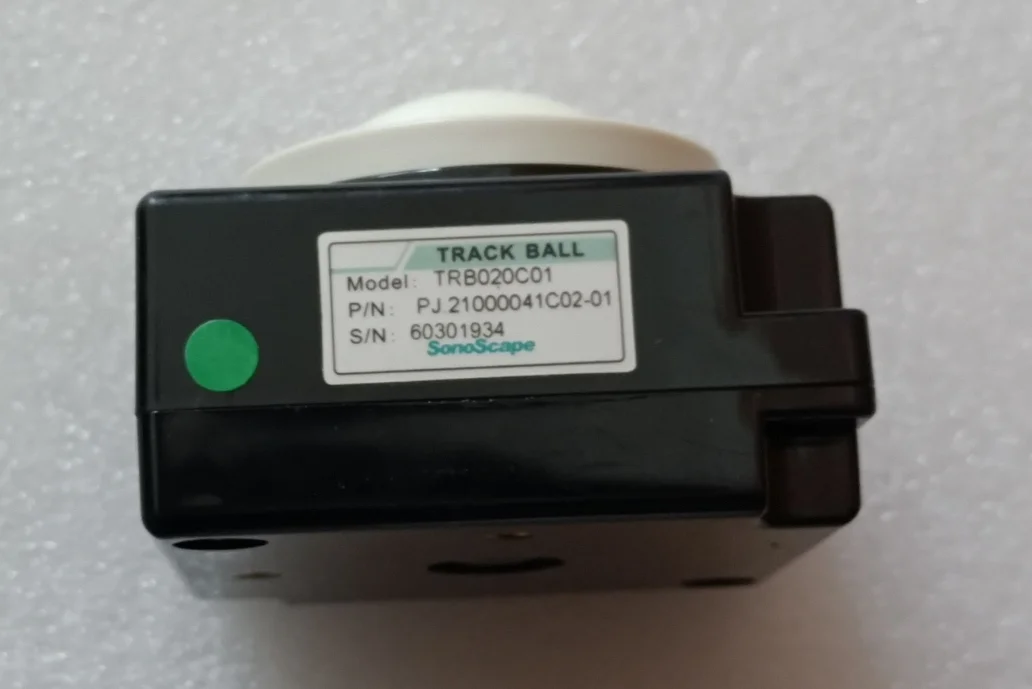 TRACK BALL
Model: TRB020C01
P/N: PJ.21000041C02-01
S/N: 60301934
SonoScape